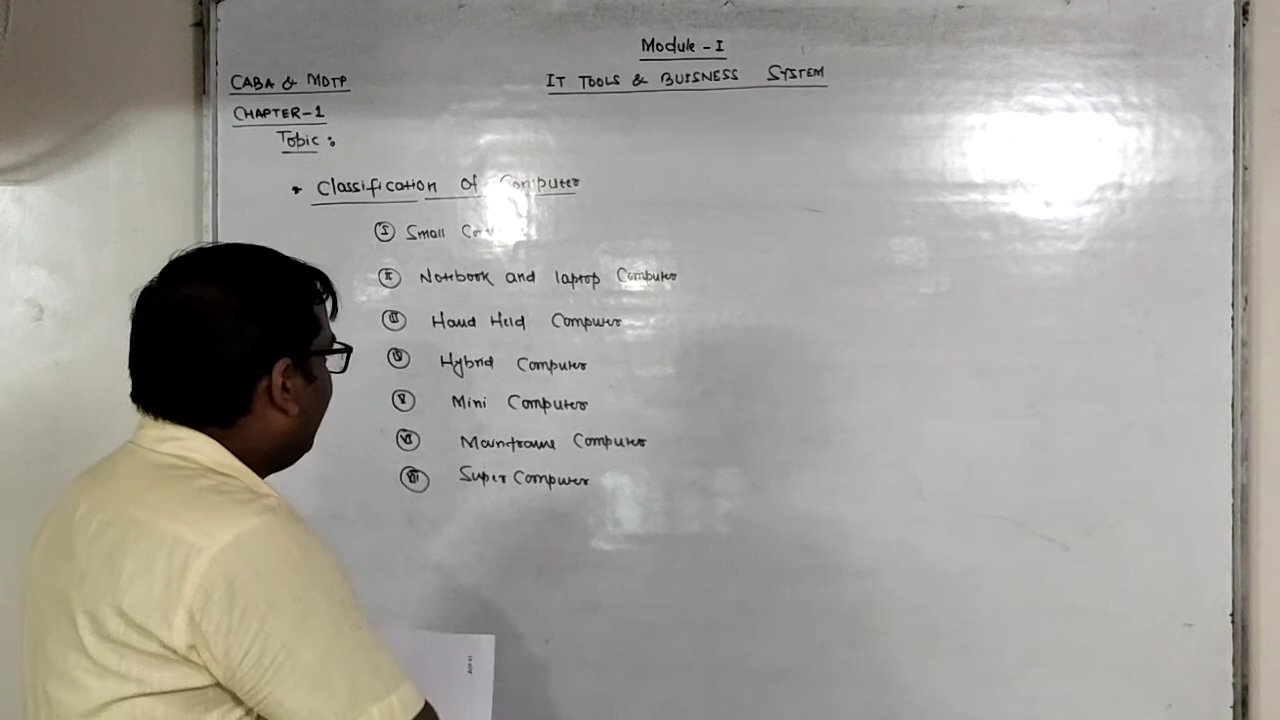 Module - I
CABA & MDTP
IT TOOLS & BUISNESS SYSTEM
CHAPTER-1
Topic :
* Classification of Computer
I Small
II Notebook and laptop Computer
III Hand Held Computer
IV Hybrid Computer
V Mini Computer
VI Mainframe Computer
VII Super Computer